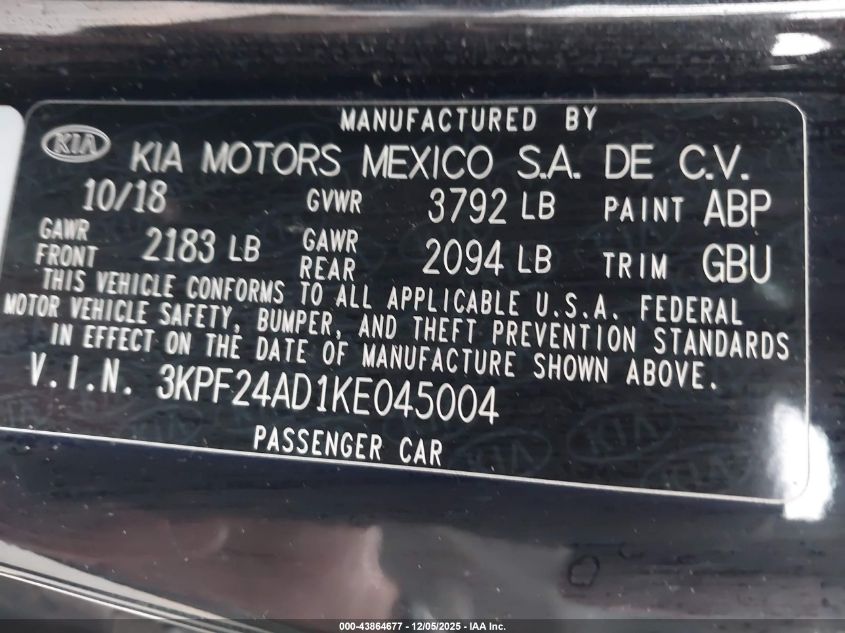 MANUFACTURED BY
KIA KIA MOTORS MEXICO S.A. DE C.V.
10/18 GVWR 3792 LB PAINT ABP
GAWR FRONT 2183 LB GAWR REAR 2094 LB TRIM GBU
THIS VEHICLE CONFORMS TO ALL APPLICABLE U.S.A. FEDERAL
MOTOR VEHICLE SAFETY, BUMPER, AND THEFT PREVENTION STANDARDS
IN EFFECT ON THE DATE OF MANUFACTURE SHOWN ABOVE.
V.I.N. 3KPF24AD1KE045004
PASSENGER CAR
000-43864677 - 12/05/2025 - IAA Inc.